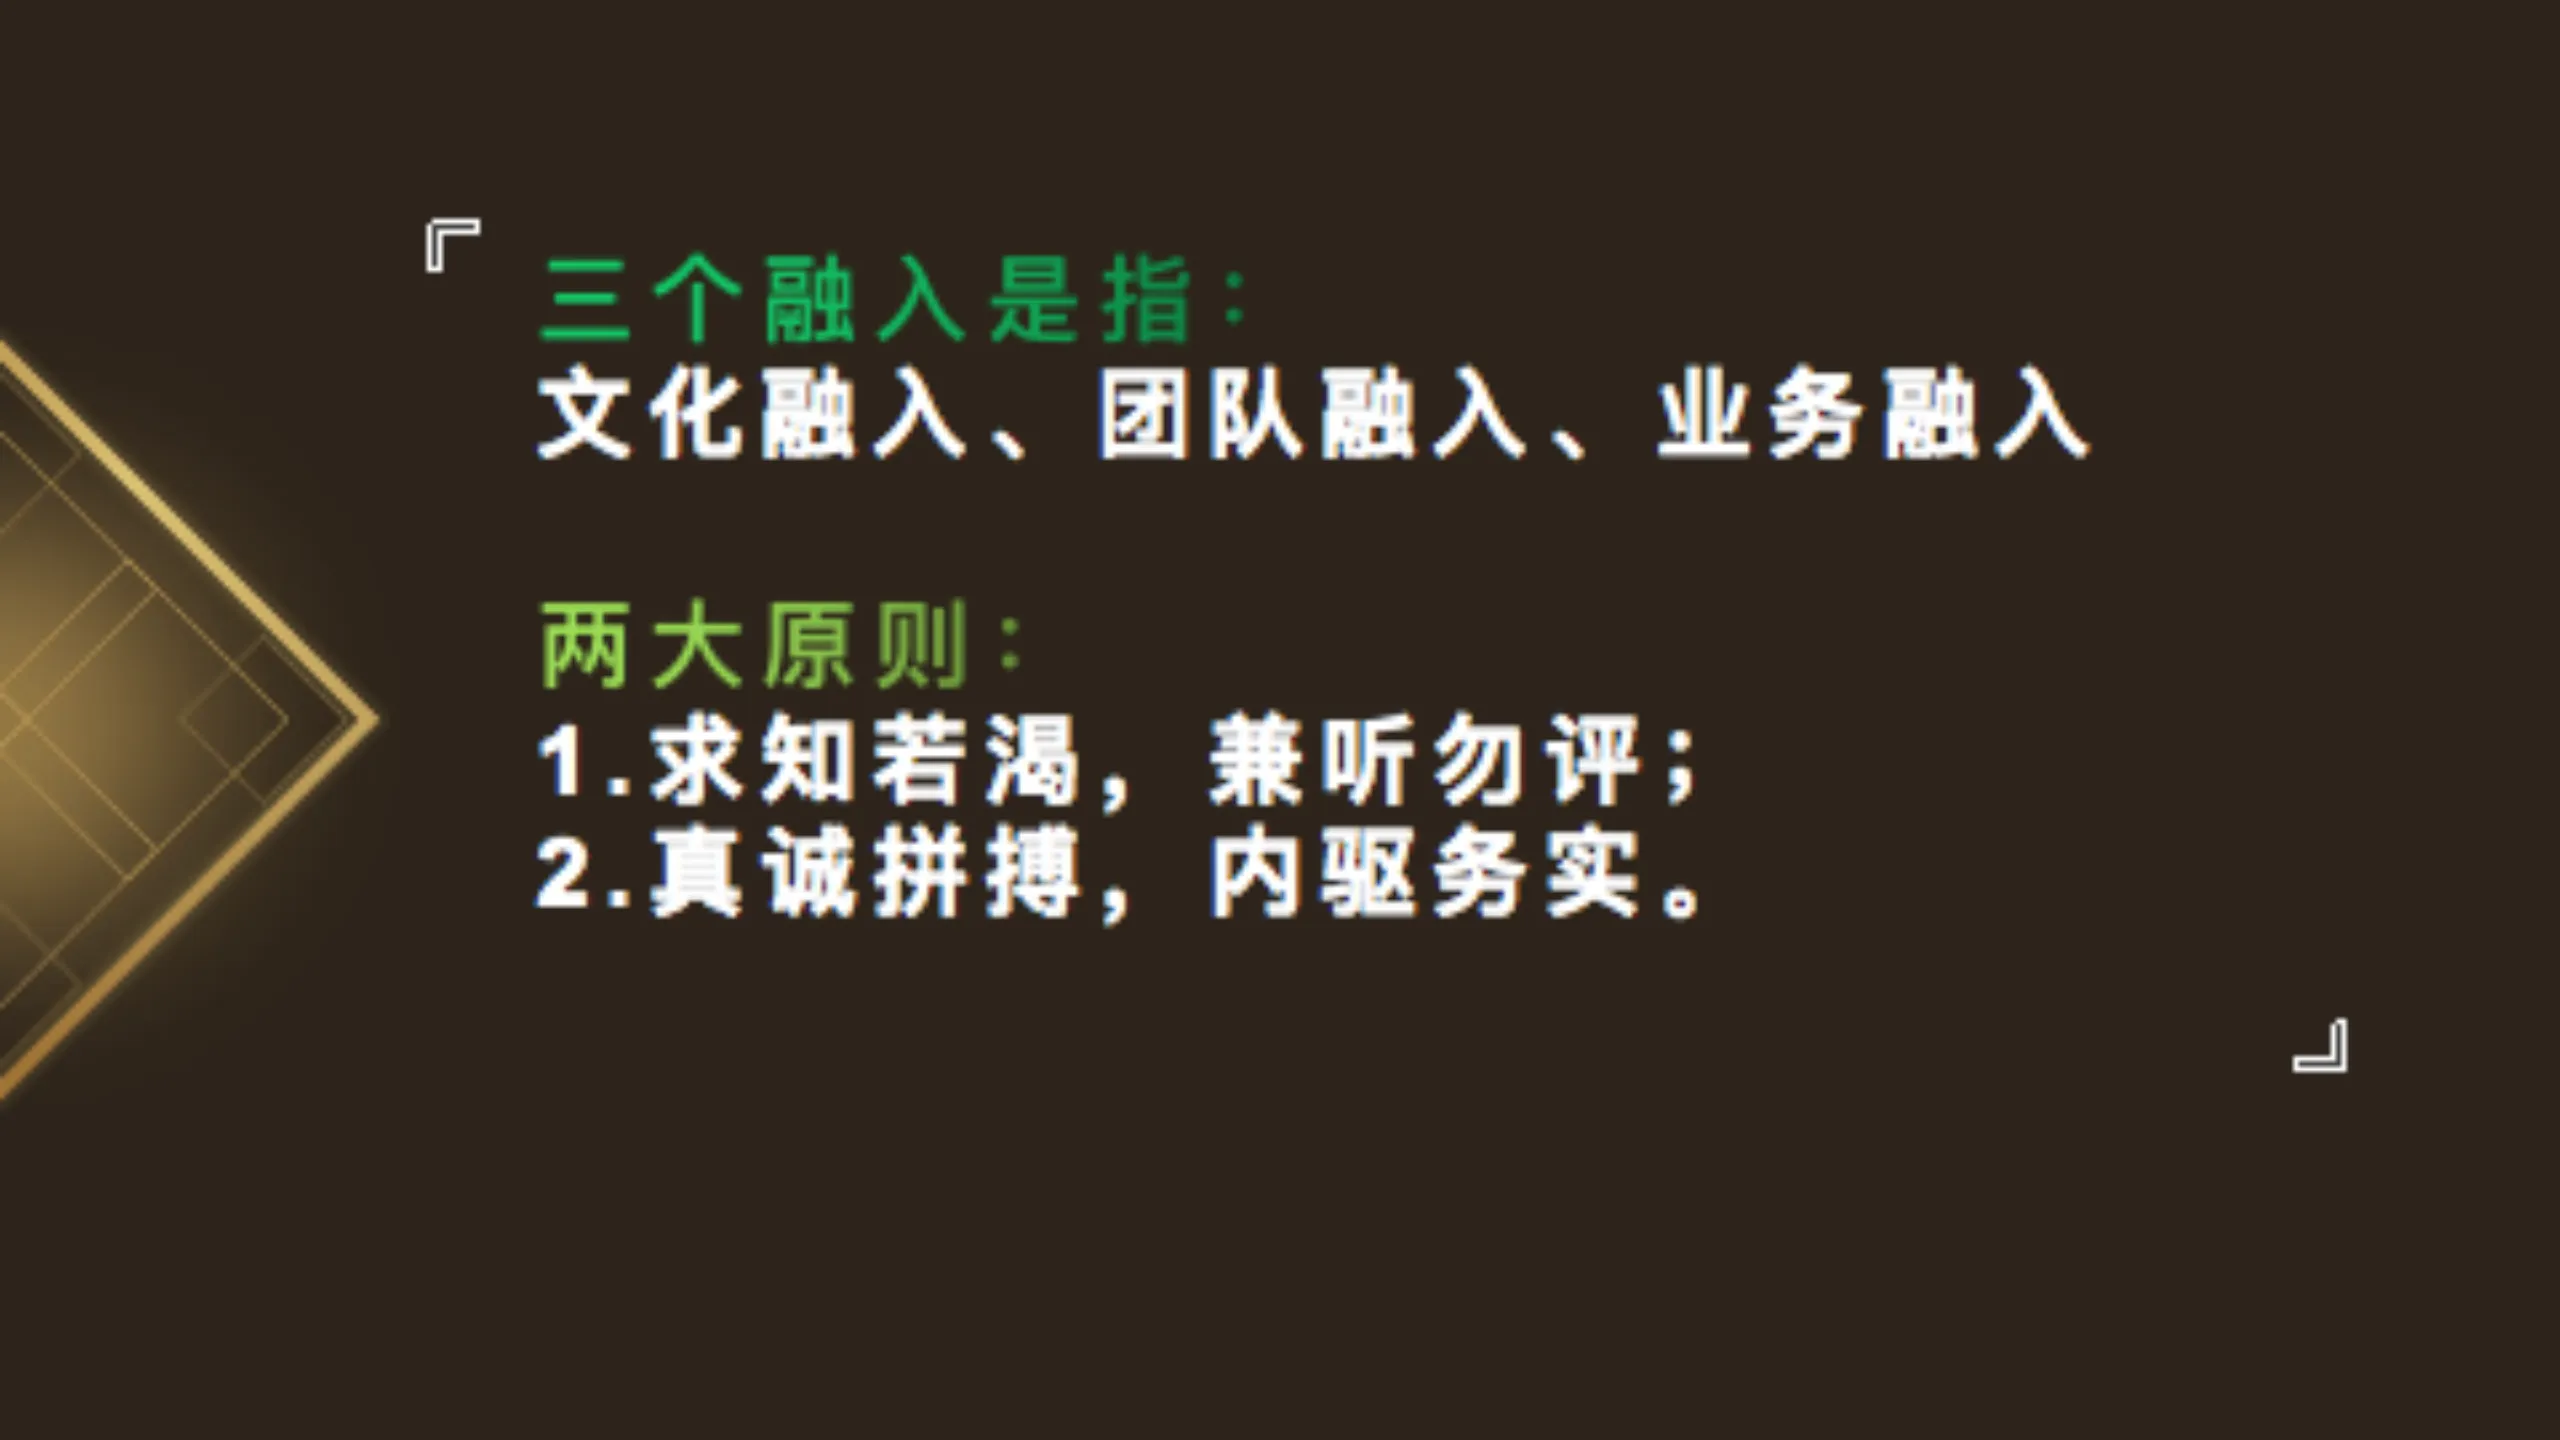 『
三个融入是指：
文化融入、团队融入、业务融入
两大原则：
1.求知若渴，兼听勿评；
2.真诚拼搏，内驱务实。
』